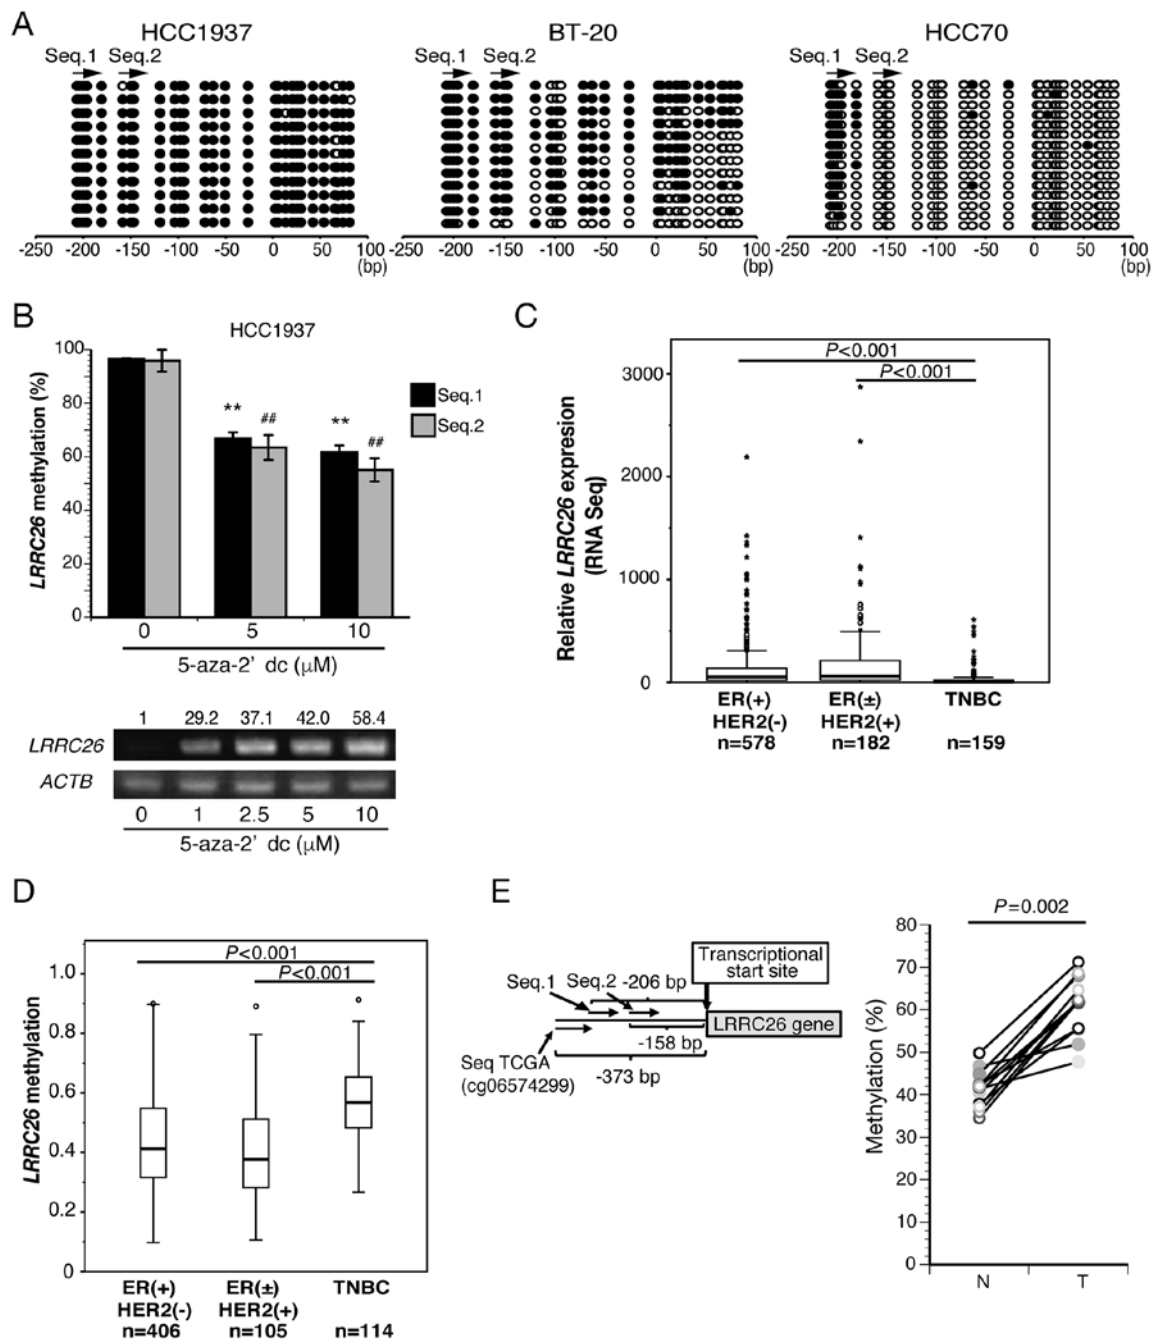 A
HCC1937
BT-20
HCC70
Seq.1 Seq.2
Seq.1 Seq.2
Seq.1 Seq.2
-250 -200 -150 -100 -50 0 50 100
(bp)
-250 -200 -150 -100 -50 0 50 100
(bp)
-250 -200 -150 -100 -50 0 50 100
(bp)
B
HCC1937
LRRC26 methylation (%)
100
80
60
40
20
0
** ## ** ##
Seq.1
Seq.2
0 5 10
5-aza-2' dc (μM)
1 29.2 37.1 42.0 58.4
LRRC26
ACTB
0 1 2.5 5 10
5-aza-2' dc (μM)
C
Relative LRRC26 expresion
(RNA Seq)
P<0.001
P<0.001
3000
2000
1000
0
ER(+) ER(±) TNBC
HER2(-) HER2(+)
n=578 n=182 n=159
D
LRRC26 methylation
P<0.001
P<0.001
1.0
0.8
0.6
0.4
0.2
0
ER(+) ER(±) TNBC
HER2(-) HER2(+)
n=406 n=105 n=114
E
Transcriptional
start site
Seq.1 Seq.2 -206 bp
LRRC26 gene
-158 bp
Seq TCGA
(cg06574299)
-373 bp
P=0.002
Methylation (%)
80
70
60
50
40
30
20
10
0
N T